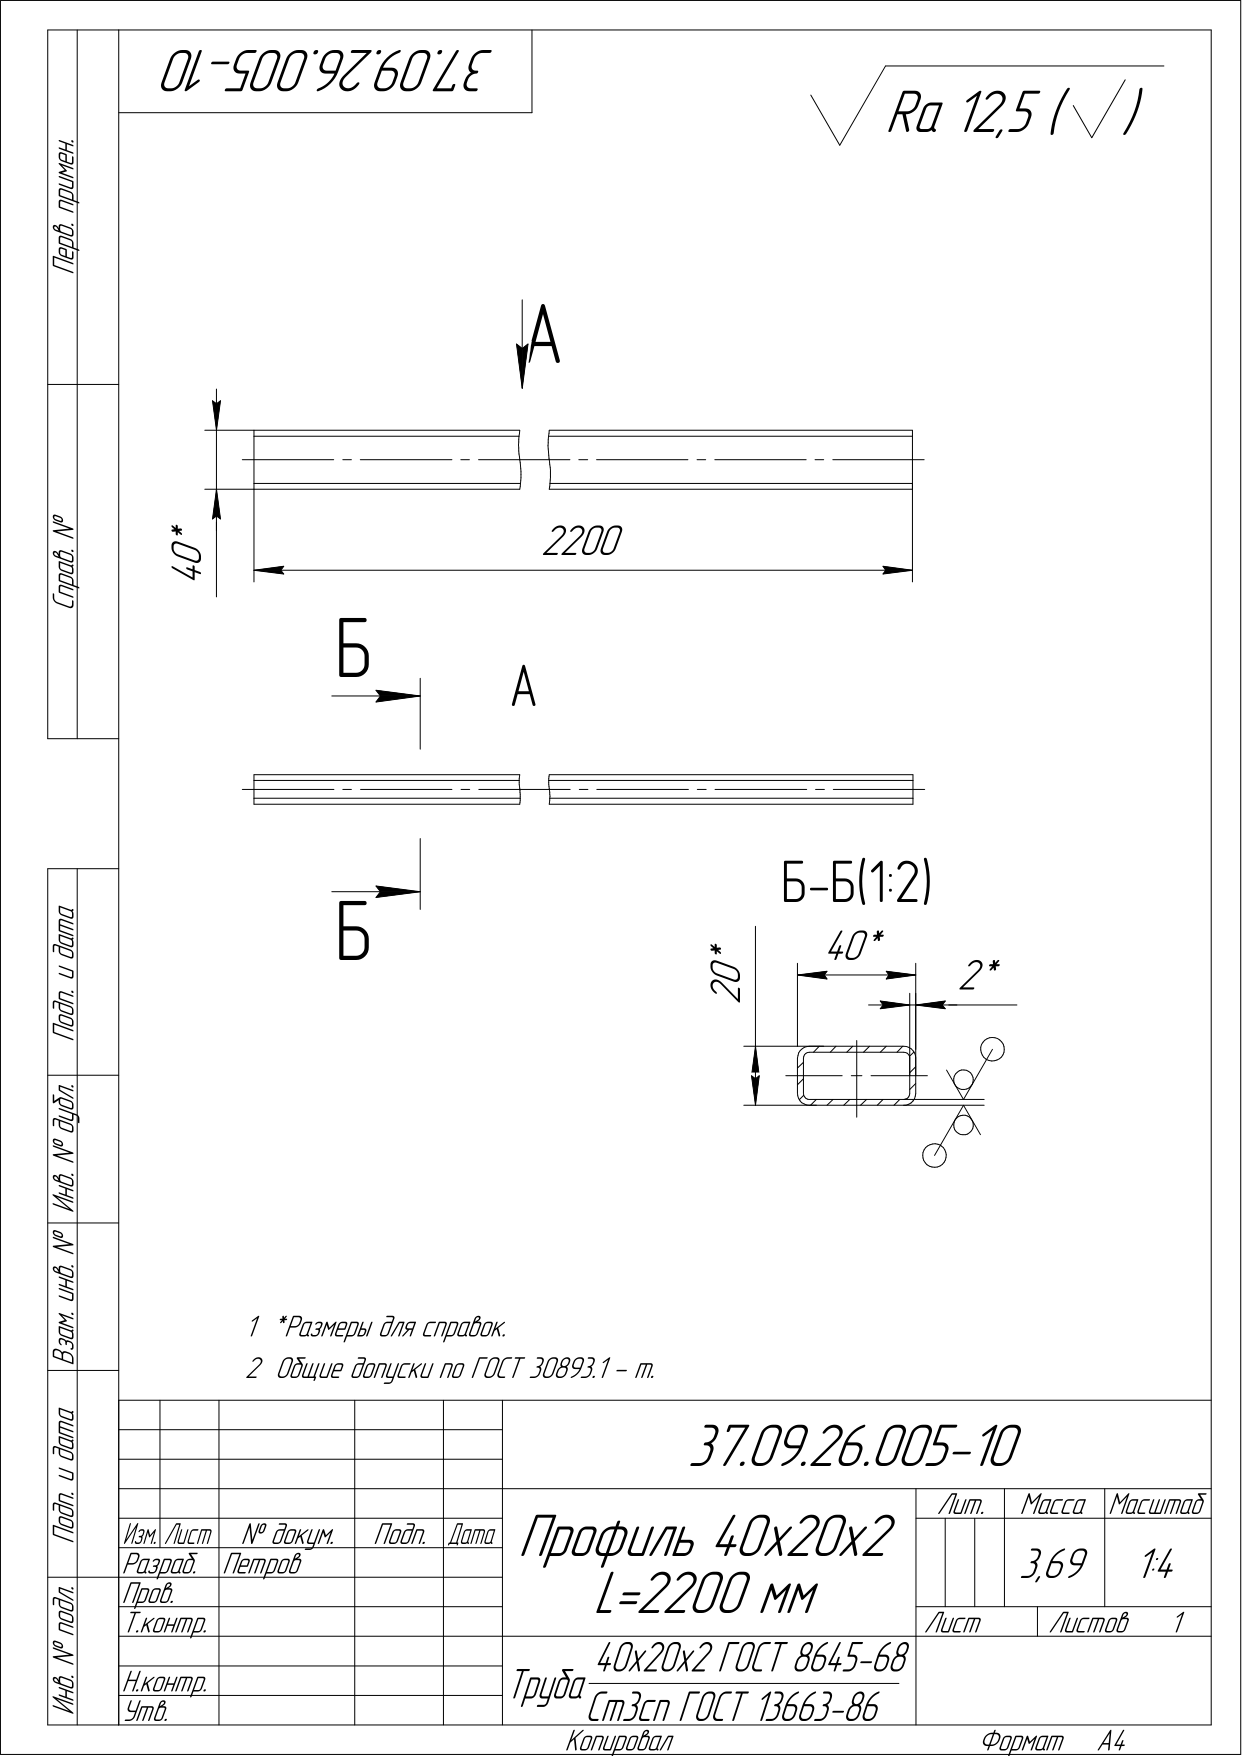 37.09.26.005-10
Ra 12,5 (√)
Перв. примен.
Справ. №
А
40*
2200
Б
А
Б
Б-Б(1:2)
40*
20*
2*
Подп. и дата
Инв. № дубл.
Взам. инв. №
Подп. и дата
Инв. № подл.
1 *Размеры для справок.
2 Общие допуски по ГОСТ 30893.1 - m.
37.09.26.005-10
Изм. Лист № докум. Подп. Дата
Разраб. Петров
Пров.
Т.контр.
Н.контр.
Утв.
Профиль 40x20x2
L=2200 мм
Лит. Масса Масштаб
3,69 1:4
Лист Листов 1
Труба
40x20x2 ГОСТ 8645-68
Ст3сп ГОСТ 13663-86
Копировал Формат А4